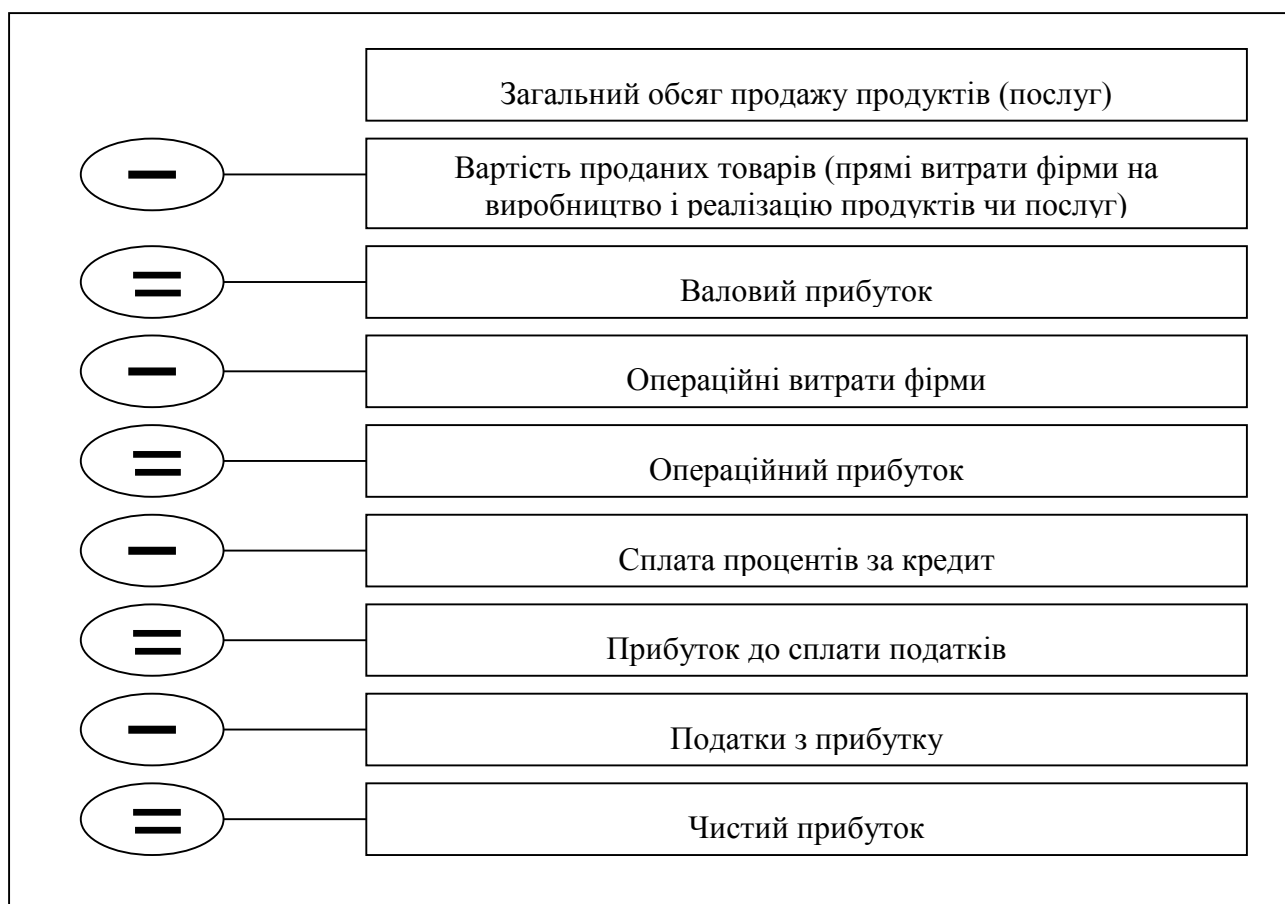 Загальний обсяг продажу продуктів (послуг)
Вартість проданих товарів (прямі витрати фірми на
виробництво і реалізацію продуктів чи послуг)
Валовий прибуток
Операційні витрати фірми
Операційний прибуток
Сплата процентів за кредит
Прибуток до сплати податків
Податки з прибутку
Чистий прибуток